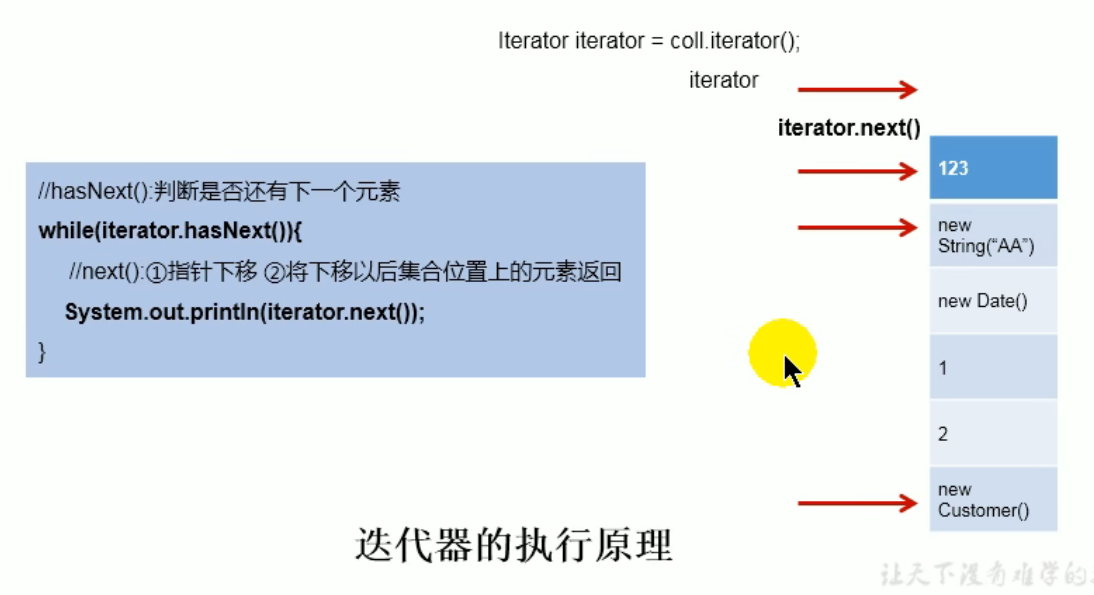 Iterator iterator = coll.iterator();
iterator
iterator.next()
//hasNext():判断是否还有下一个元素
while(iterator.hasNext()){
//next():①指针下移 ②将下移以后集合位置上的元素返回
System.out.println(iterator.next());
}
123
new
String(“AA”)
new Date()
1
2
new
Customer()
迭代器的执行原理
让天下没有难学的